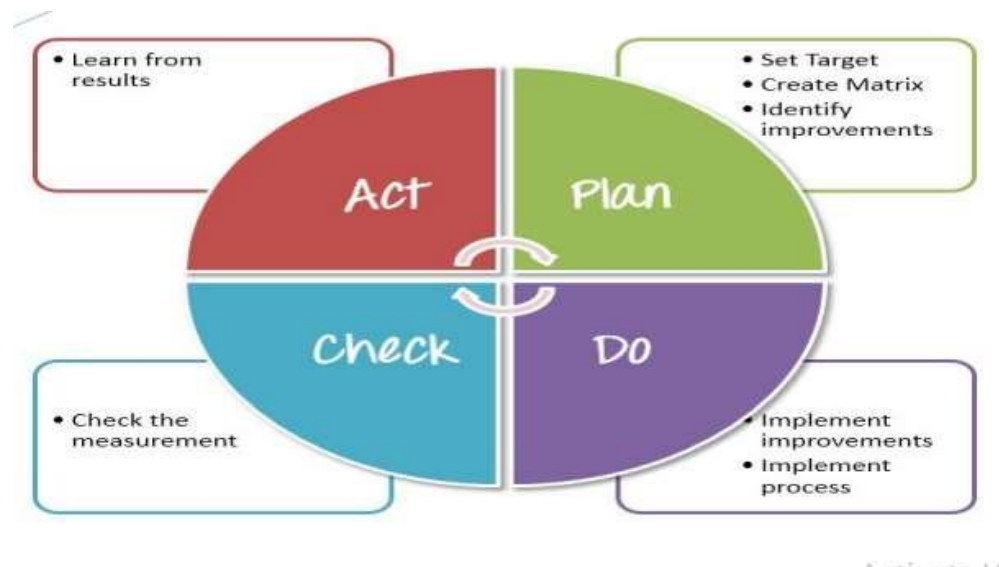 • Learn from
results
• Set Target
• Create Matrix
• Identify
improvements
Act
Plan
Check
Do
• Check the
measurement
• Implement
improvements
• Implement
process